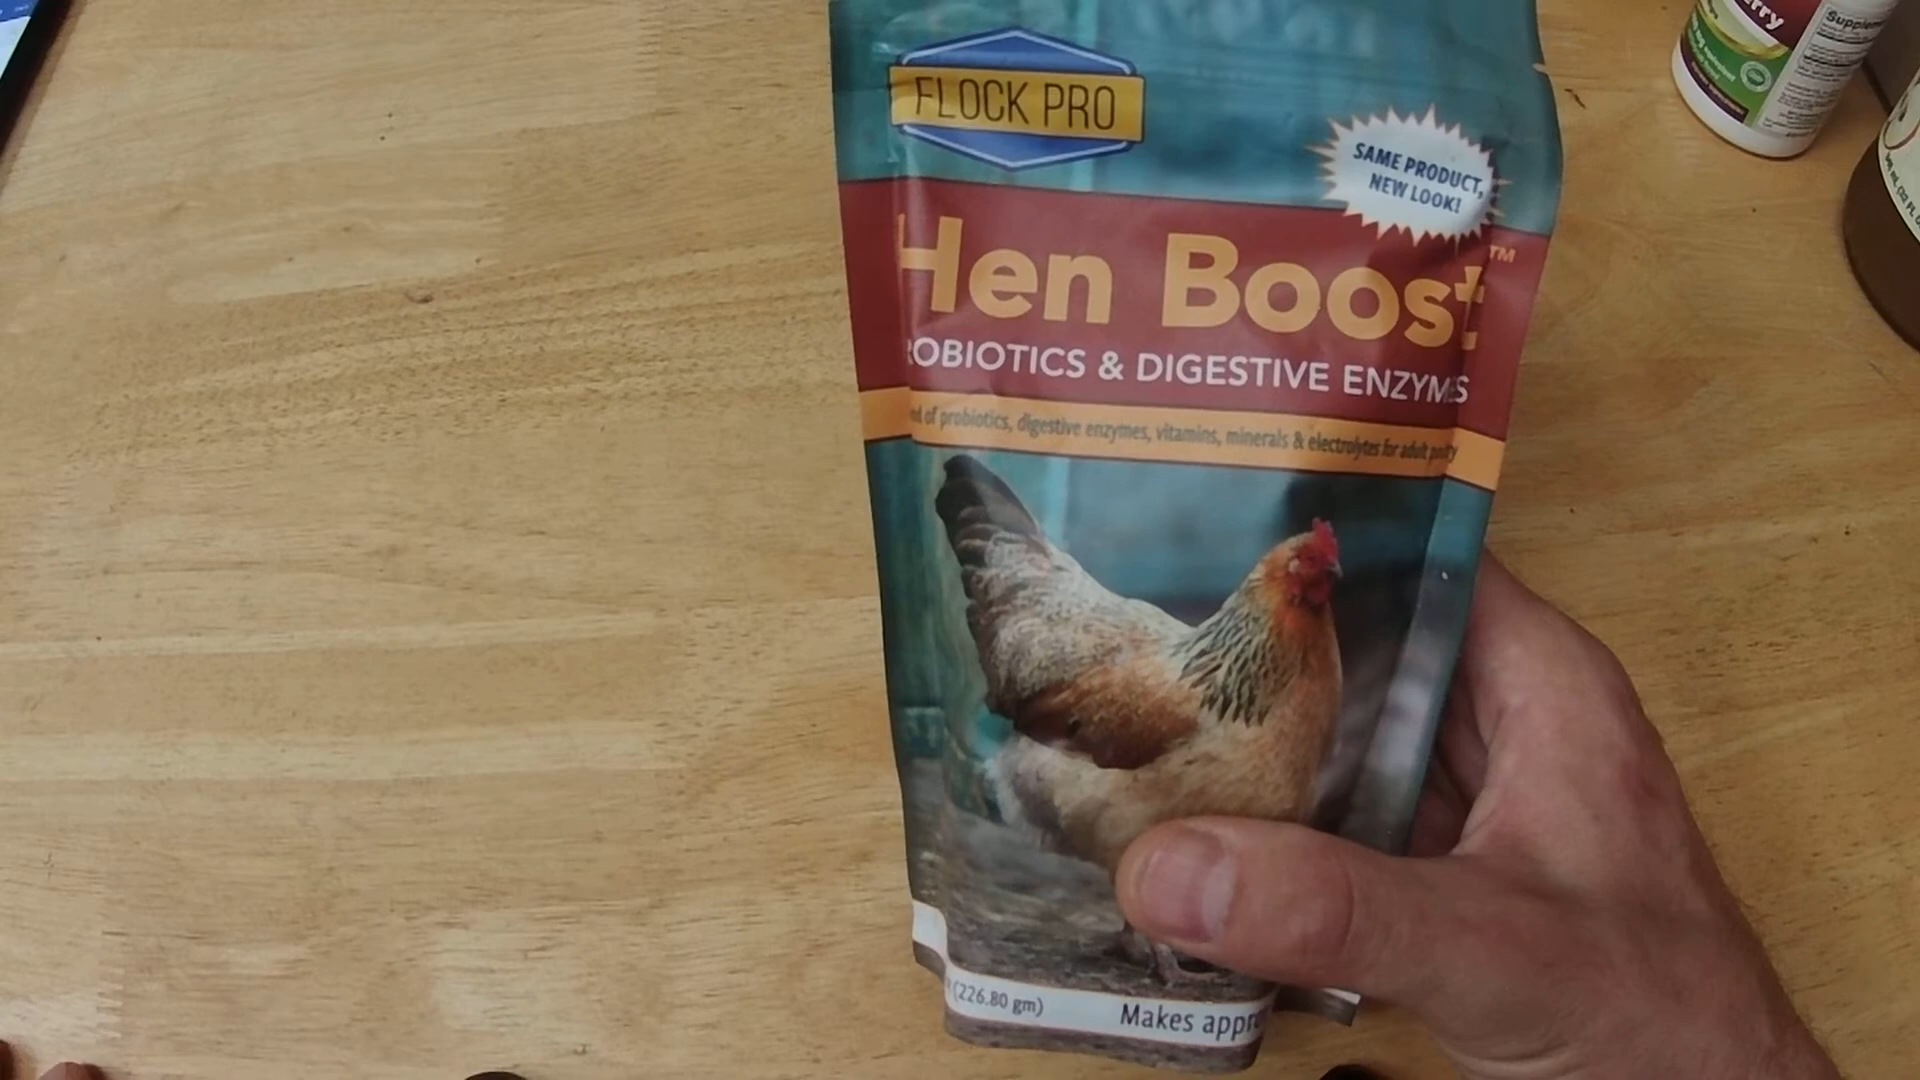 FLOCK PRO
SAME PRODUCT,
NEW LOOK!
Hen Boost™
ROBIOTICS & DIGESTIVE ENZYMES
of probiotics, digestive enzymes, vitamins, minerals & electrolytes for adult poultry
(226.80 gm)
Makes